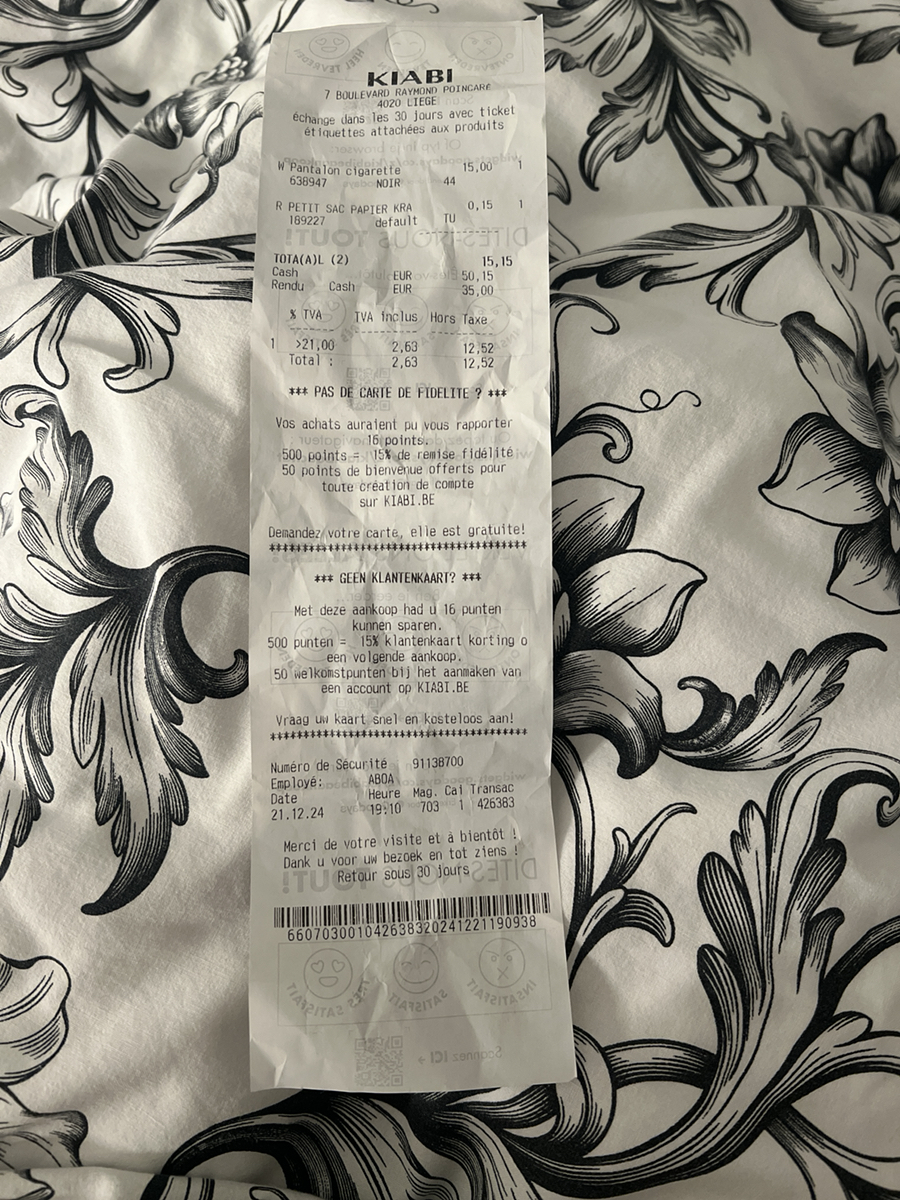 KIABI
7 BOULEVARD RAYMOND POINCARE
4020 LIEGE
échange dans les 30 jours avec ticket
étiquettes attachées aux produits
W Pantalon cigarette 15,00 1
638947 NOIR 44
R PETIT SAC PAPIER KRA 0,15 1
169227 default TU
TOTA(A)L (2) 15,15
Cash EUR 50,15
Rendu Cash EUR 35,00
% TVA TVA inclus Hors Taxe
1 >21,00 2,63 12,52
Total : 2,63 12,52
*** PAS DE CARTE DE FIDELITE ? ***
Vos achats auraient pu vous rapporter
16 points.
500 points = 15% de remise fidélité
50 points de bienvenue offerts pour
toute création de compte
sur KIABI.BE
Demandez votre carte, elle est gratuite!
****************************************
*** GEEN KLANTENKAART? ***
Met deze aankoop had u 16 punten
kunnen sparen.
500 punten = 15% klantenkaart korting o
een volgende aankoop.
50 welkomstpunten bij het aanmaken van
een account op KIABI.BE
Vraag uw kaart snel en kosteloos aan!
****************************************
Numéro de Sécurité 91138700
Employé: ABOA
Date Heure Mag. Cai Transac
21.12.24 19:10 703 1 426383
Merci de votre visite et à bientôt !
Dank u voor uw bezoek en tot ziens !
Retour sous 30 jours
66070300104263832024122119​0938